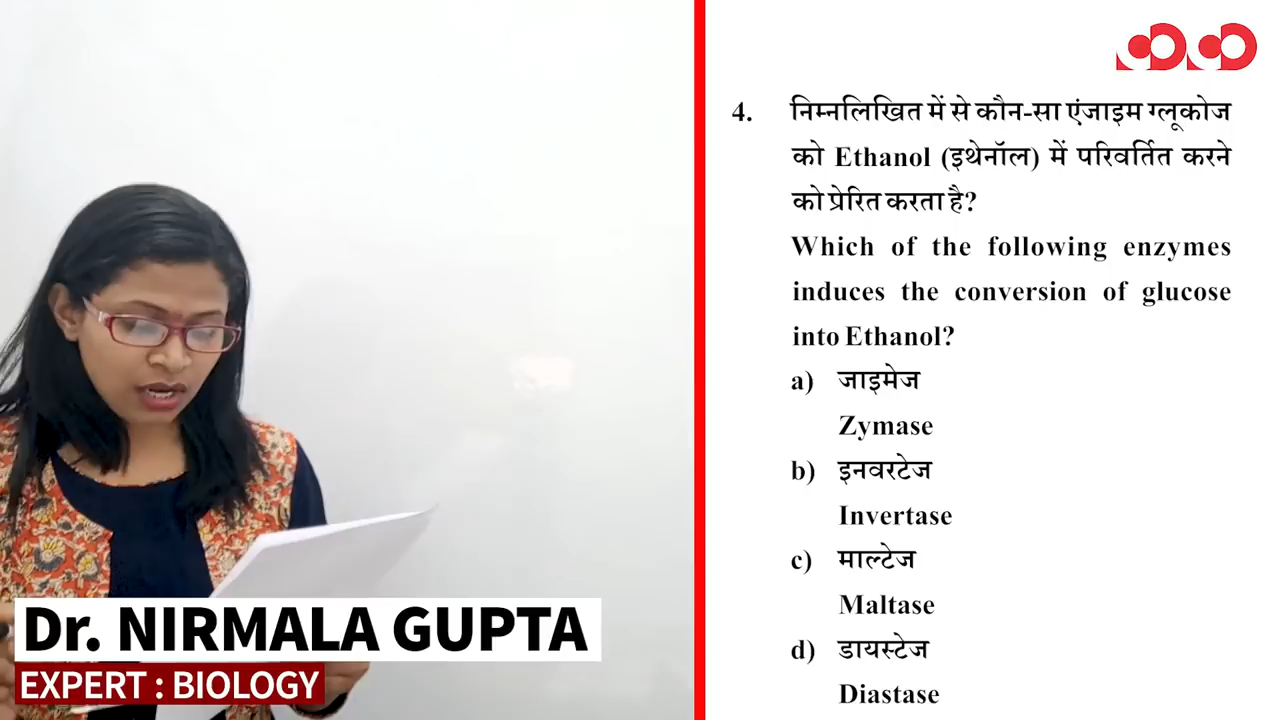 4. निम्नलिखित में से कौन-सा एंजाइम ग्लूकोज
को Ethanol (इथेनॉल) में परिवर्तित करने
को प्रेरित करता है?
Which of the following enzymes
induces the conversion of glucose
into Ethanol?
a) जाइमेज
Zymase
b) इनवरटेज
Invertase
c) माल्टेज
Maltase
d) डायस्टेज
Diastase
Dr. NIRMALA GUPTA
EXPERT : BIOLOGY